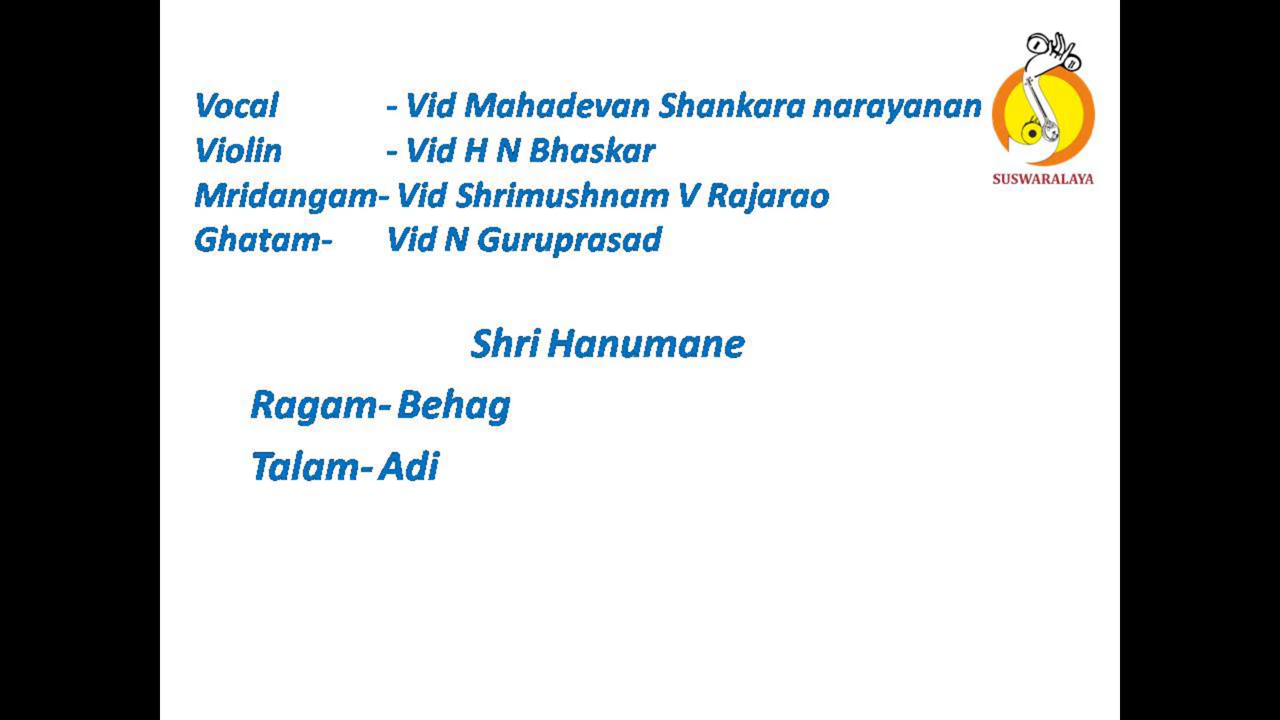 Vocal - Vid Mahadevan Shankara narayanan
Violin - Vid H N Bhaskar
Mridangam- Vid Shrimushnam V Rajarao
Ghatam- Vid N Guruprasad
SUSWARALAYA
Shri Hanumane
Ragam- Behag
Talam- Adi